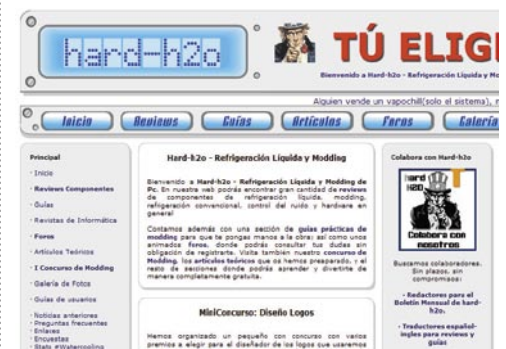 hard-h2o
TÚ ELIG
Bienvenido a Hard-h2o - Refrigeración Líquida y Mo
Alguien vende un vapochill(solo el sistema),
Inicio
Reviews
Guías
Artículos
Foros
Galería
Principal
· Inicio
· Reviews Componentes
· Guías
· Revistas de Informática
· Foros
· Artículos Teóricos
· I Concurso de Modding
· Galería de Fotos
· Guías de usuarios
· Noticias anteriores
· Preguntas frecuentes
· Enlaces
· Encuestas
· Stats #Watercooling
Hard-h2o - Refrigeración Líquida y Modding
Bienvenido a Hard-h2o - Refrigeración Líquida y Modding de
Pc. En nuestra web podrás encontrar gran cantidad de reviews
de componentes de refrigeración líquida, modding,
refrigeración convencional, control del ruido y hardware en
general
Contamos además con una sección de guías prácticas de
modding para que te pongas manos a la obra; así como unos
animados foros, donde podrás consultar tus dudas sin
obligación de registrarte. Visita también nuestro concurso de
Modding, los artículos teóricos que os hemos preparado, y el
resto de secciones donde podrás aprender y divertirte de
manera completamente gratuita.
MiniConcurso: Diseño Logos
Hemos organizado un pequeño con concurso con varios
premios a elegir para el diseñador de los logos que usaremos
Colabora con Hard-h2o
hard
H2O
Colabora con
nosotros
Buscamos colaboradores.
Sin plazos, sin
compromisos:
· Redactores para el
Boletín Mensual de hard-
h2o.
· Traductores español-
ingles para reviews y
guías